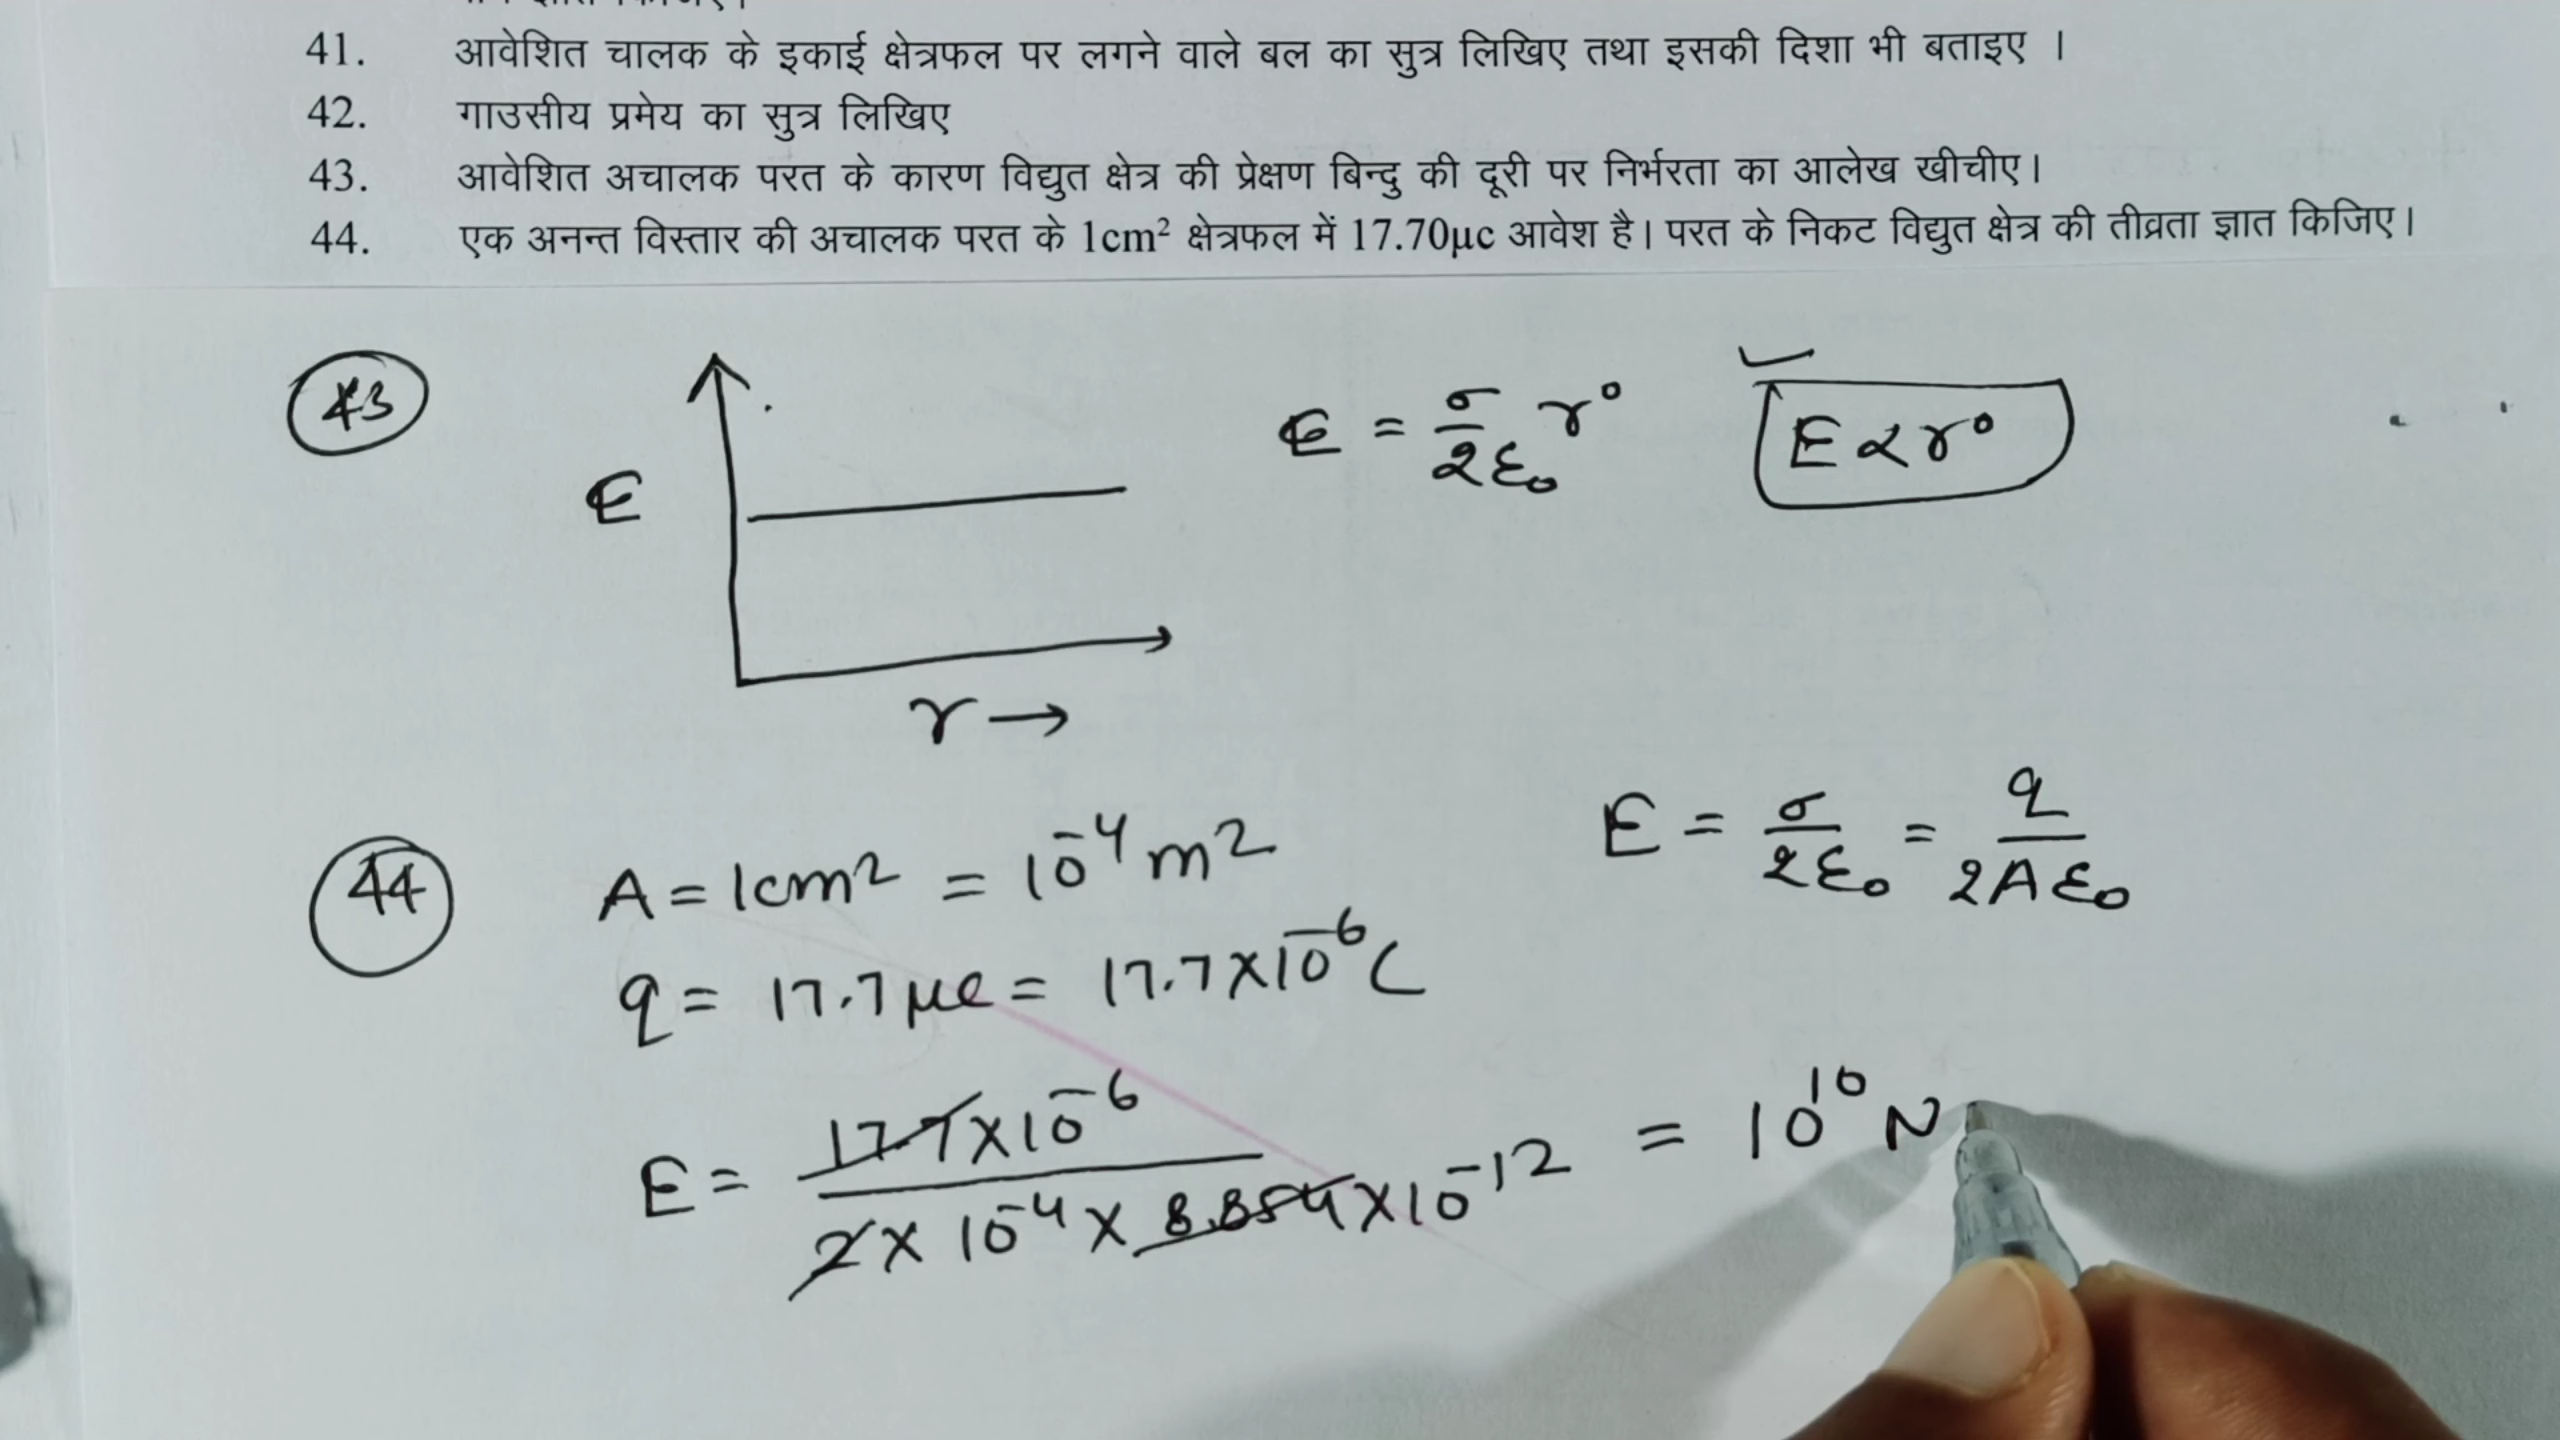 41. आवेशित चालक के इकाई क्षेत्रफल पर लगने वाले बल का सुत्र लिखिए तथा इसकी दिशा भी बताइए ।
42. गाउसीय प्रमेय का सुत्र लिखिए
43. आवेशित अचालक परत के कारण विद्युत क्षेत्र की प्रेक्षण बिन्दु की दूरी पर निर्भरता का आलेख खीचीए।
44. एक अनन्त विस्तार की अचालक परत के 1cm² क्षेत्रफल में 17.70μc आवेश है। परत के निकट विद्युत क्षेत्र की तीव्रता ज्ञात किजिए।
43
E
r →
E = σ/2ε₀ r⁰
E ∝ r⁰
44
A = 1cm² = 10⁻⁴ m²
q = 17.7 μc = 17.7×10⁻⁶ C
E = σ/2ε₀ = q/2Aε₀
E = 17.7×10⁻⁶ / 2×10⁻⁴×8.854×10⁻¹² = 10¹⁰ N